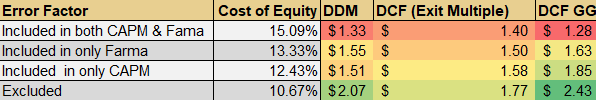 Error Factor Cost of Equity DDM DCF (Exit Multiple) DCF GG
Included in both CAPM & Fama 15.09% $1.33 $ 1.40 $ 1.28
Included in only Farma 13.33% $1.55 $ 1.50 $ 1.63
Included in only CAPM 12.43% $1.51 $ 1.58 $ 1.85
Excluded 10.67% $2.07 $ 1.77 $ 2.43